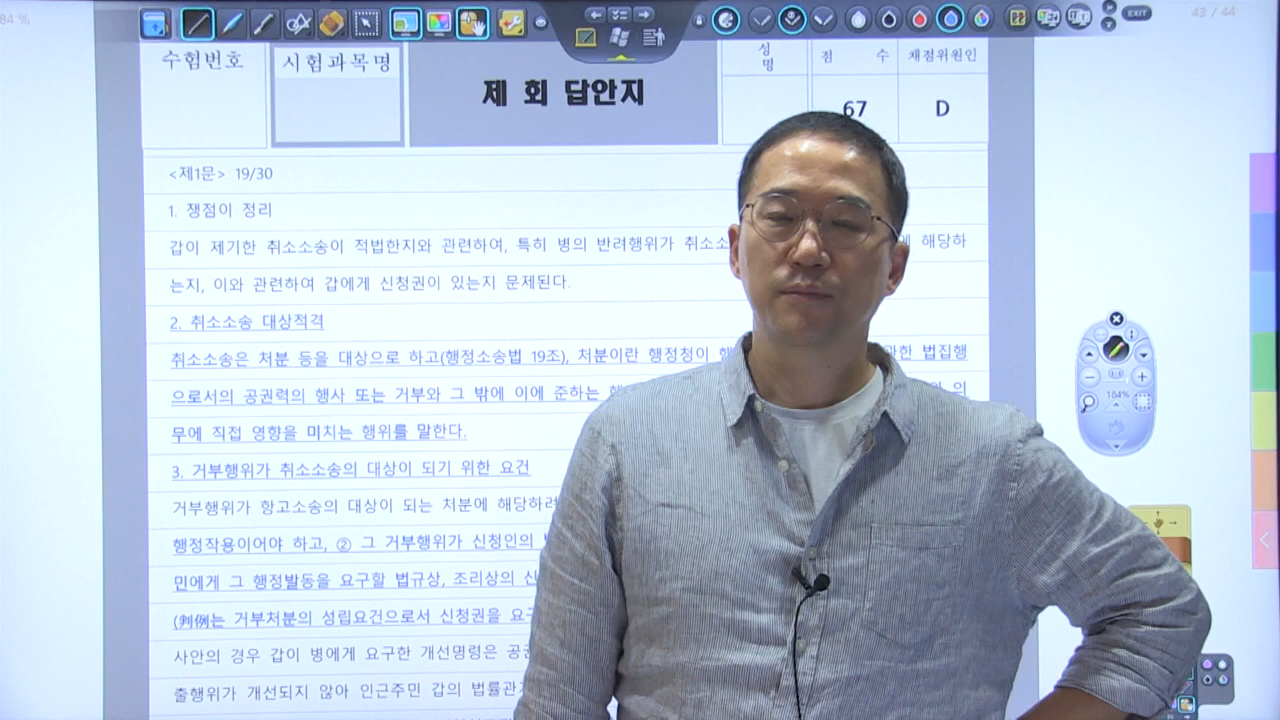 84 %
43 / 44
EXIT
수험번호
시험과목명
제 회 답안지
성명
점 수
채점위원인
67
D
<제1문> 19/30
1. 쟁점이 정리
갑이 제기한 취소소송이 적법한지와 관련하여, 특히 병의 반려행위가 취소소 해당하
는지, 이와 관련하여 갑에게 신청권이 있는지 문제된다.
2. 취소소송 대상적격
취소소송은 처분 등을 대상으로 하고(행정소송법 19조), 처분이란 행정청이 법집행
으로서의 공권력의 행사 또는 거부와 그 밖에 이에 준하는 의
무에 직접 영향을 미치는 행위를 말한다.
3. 거부행위가 취소소송의 대상이 되기 위한 요건
거부행위가 항고소송의 대상이 되는 처분에 해당하려
행정작용이어야 하고, ② 그 거부행위가 신청인의
민에게 그 행정발동을 요구할 법규상, 조리상의 신
(判例는 거부처분의 성립요건으로서 신청권을 요구
사안의 경우 갑이 병에게 요구한 개선명령은 공권
출행위가 개선되지 않아 인근주민 갑의 법률관계
184%